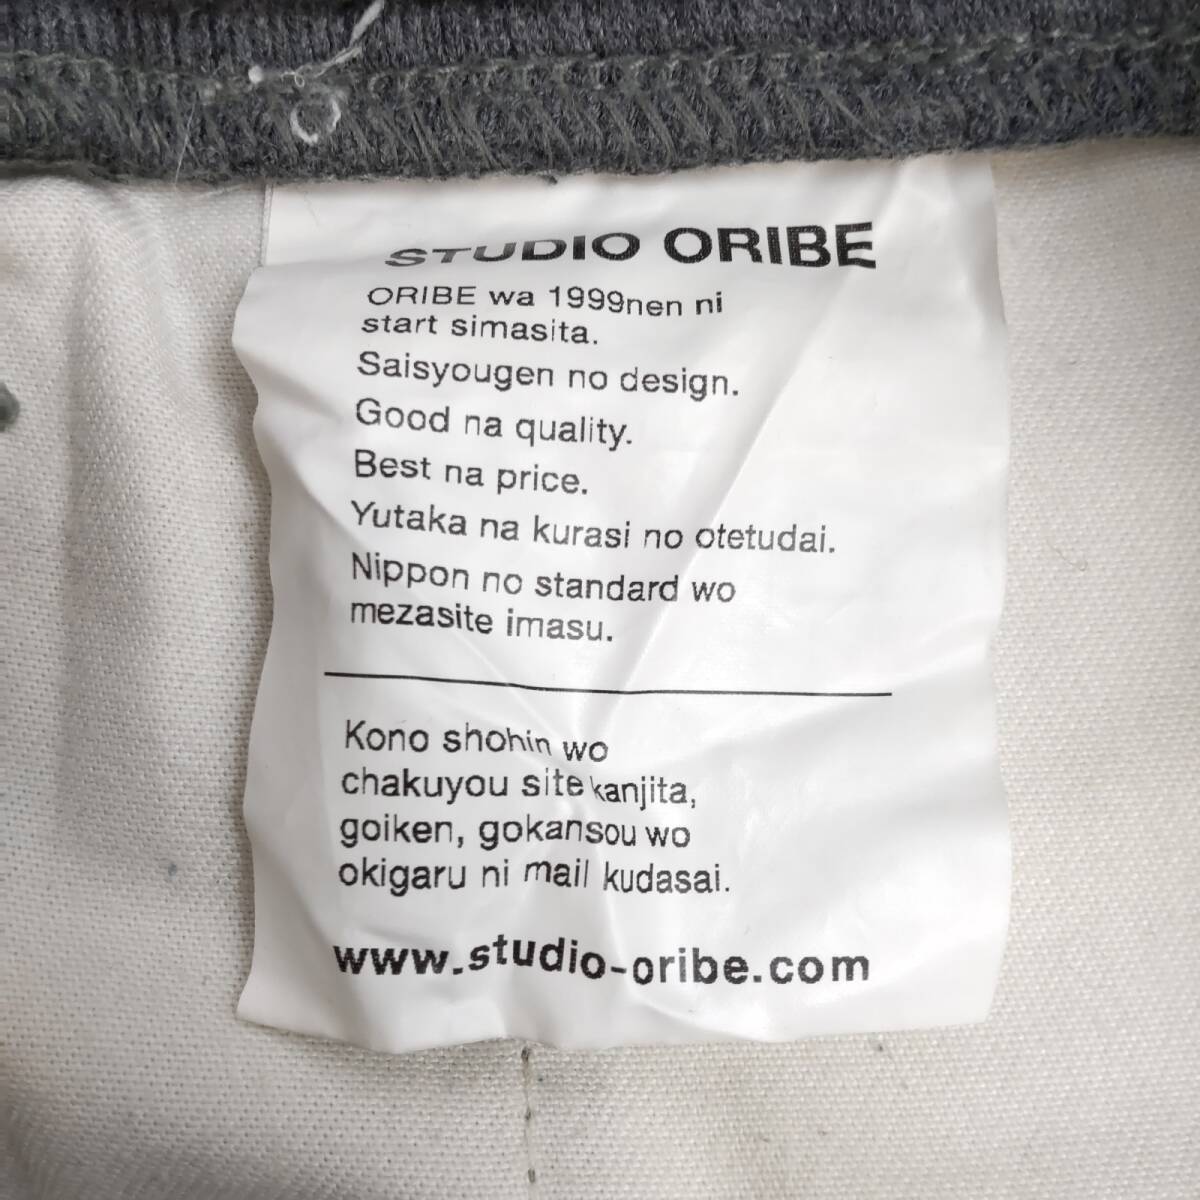 STUDIO ORIBE
ORIBE wa 1999nen ni
start simasita.
Saisyougen no design.
Good na quality.
Best na price.
Yutaka na kurasi no otetudai.
Nippon no standard wo
mezasite imasu.
Kono shohin wo
chakuyou site kanjita,
goiken, gokansou wo
okigaru ni mail kudasai.
www.studio-oribe.com